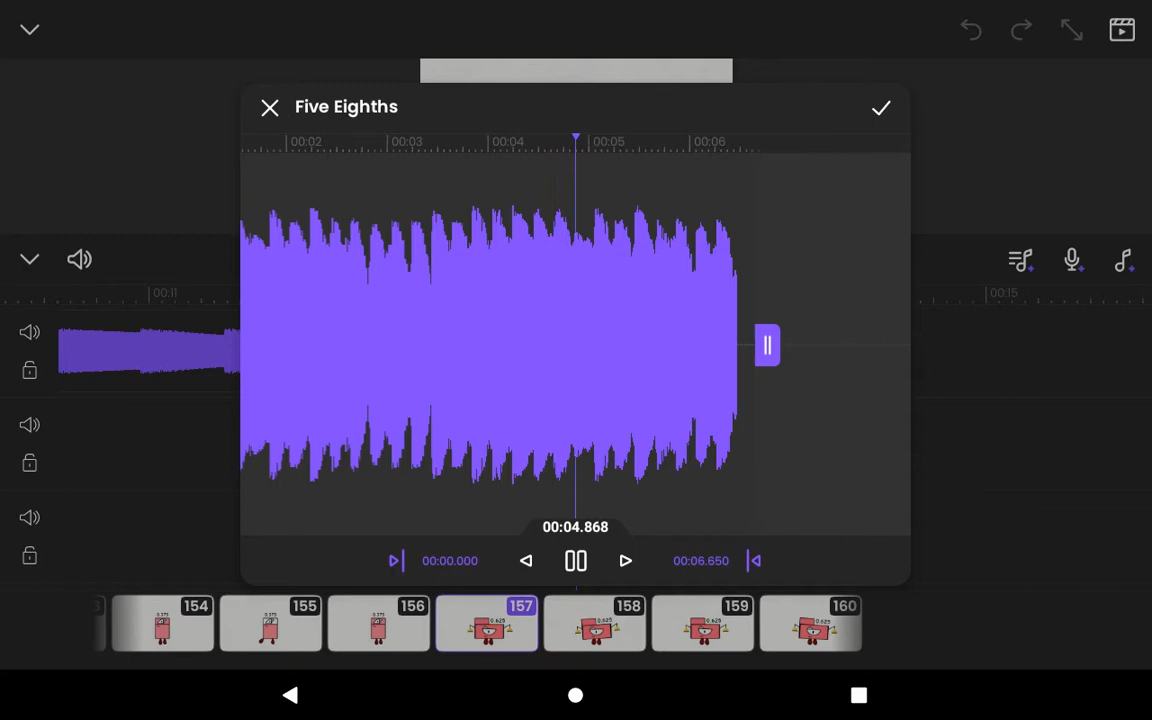 Five Eighths
00:02 00:03 00:04 00:05 00:06
00:11 00:15
00:04.868
00:00.000 00:06.650
3 154 155 156 157 158 159 160
0.375 0.375 0.375 0.625 0.625 0.625 0.625